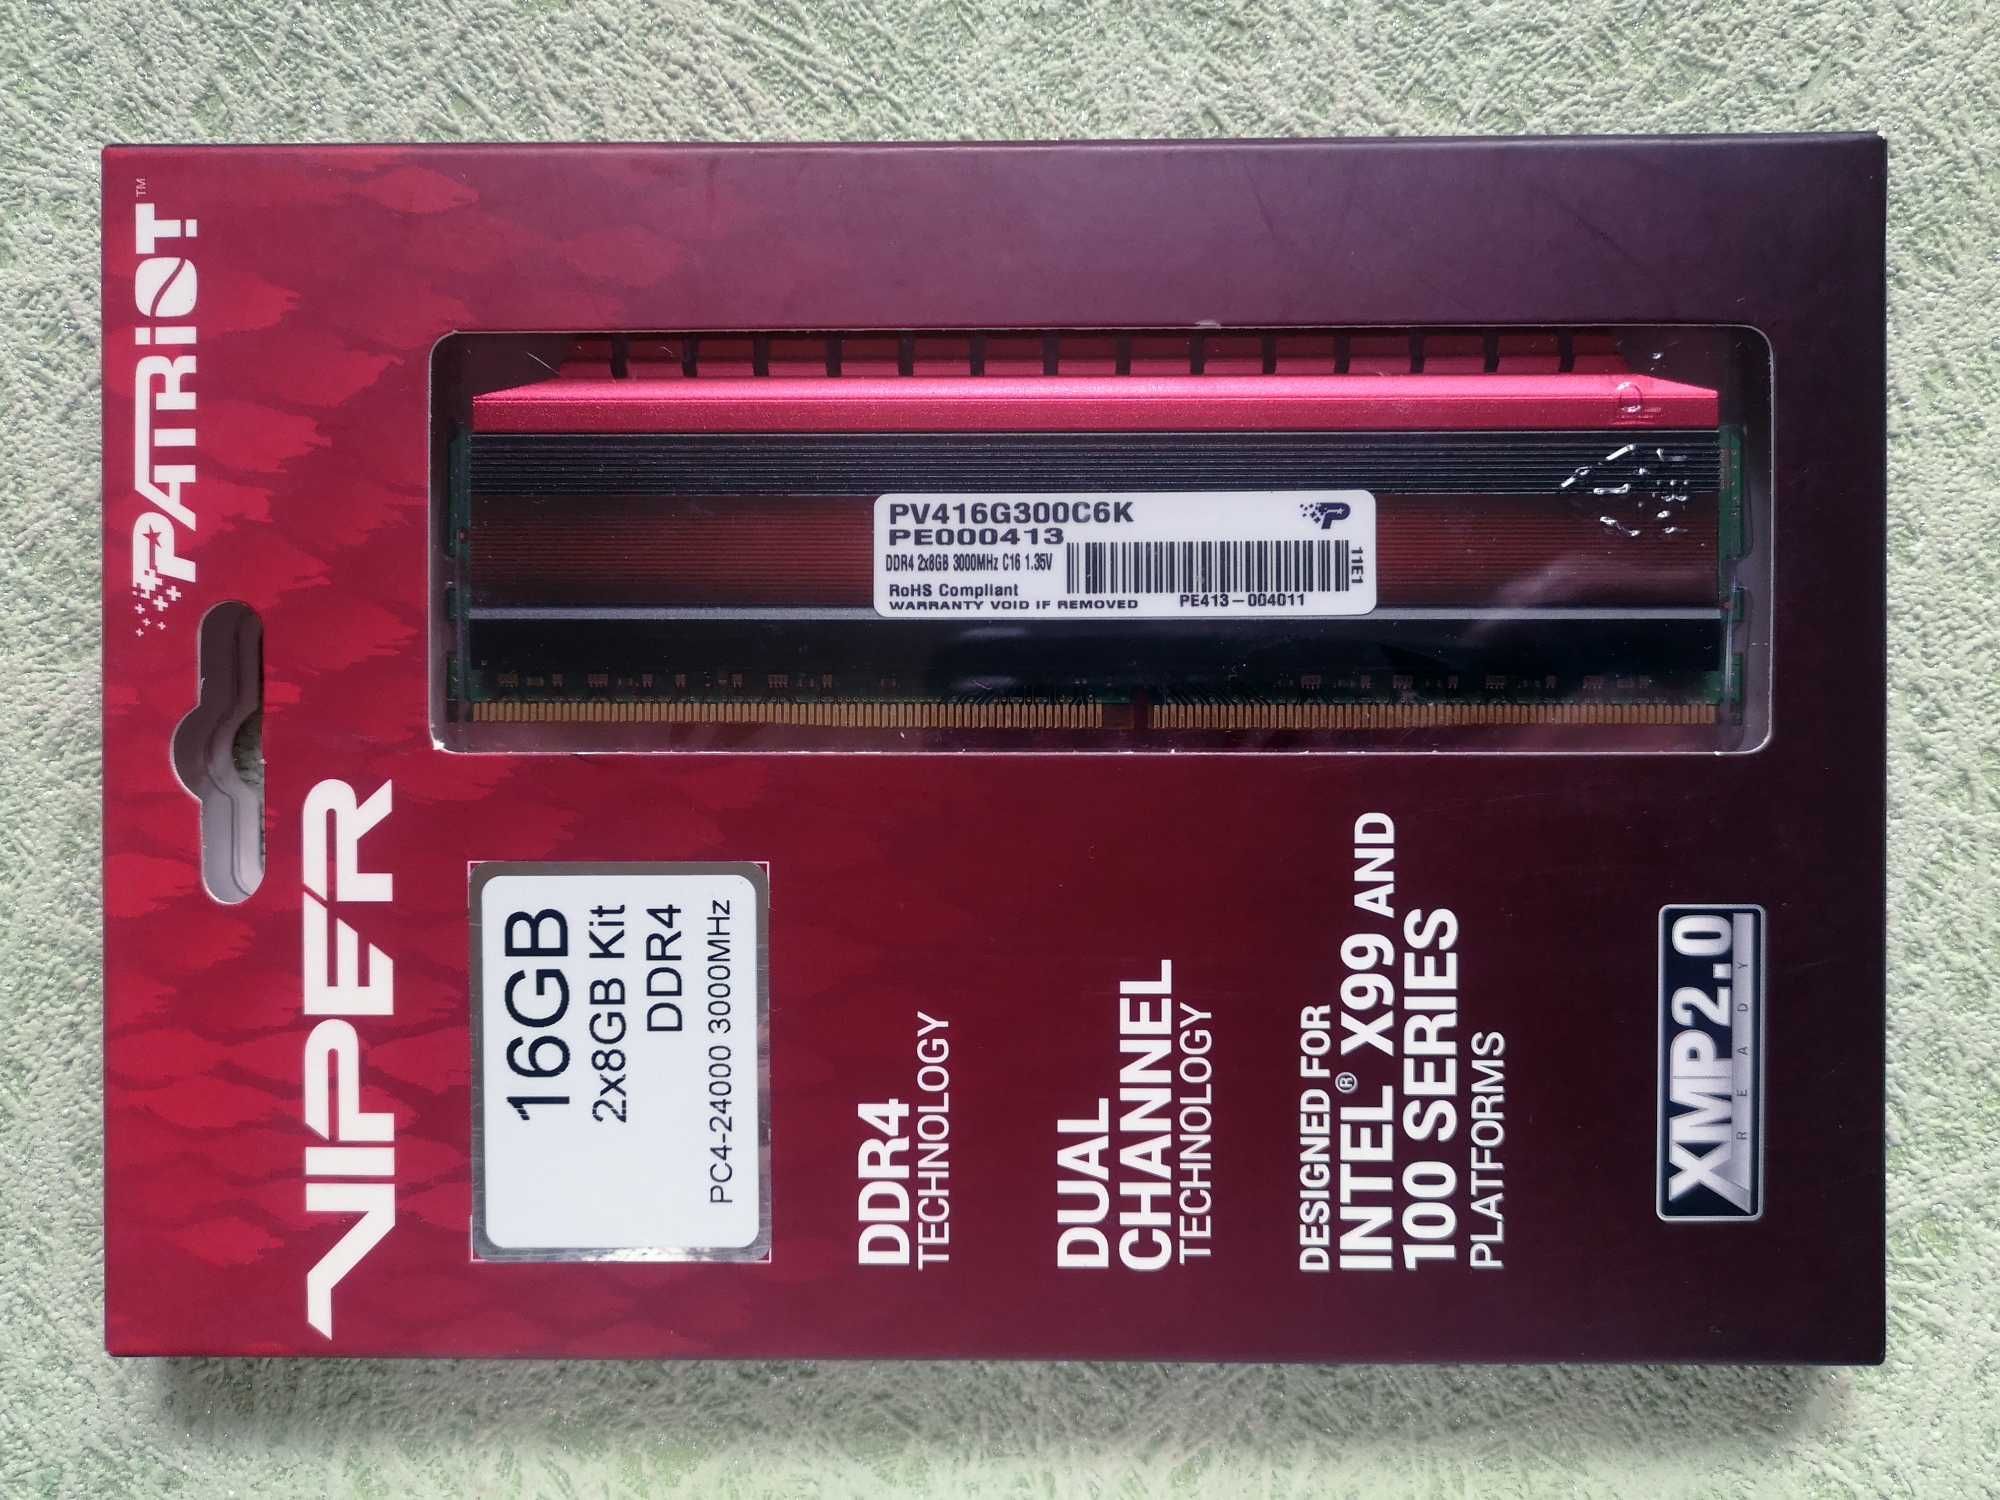 PATRIOT™
VIPER
16GB
2x8GB Kit
DDR4
PC4-24000 3000MHz
DDR4
TECHNOLOGY
DUAL
CHANNEL
TECHNOLOGY
DESIGNED FOR
INTEL® X99 AND
100 SERIES
PLATFORMS
XMP2.0
READY
PV416G300C6K
PE000413
DDR4 2x8GB 3000MHz C16 1.35V
RoHS Compliant
WARRANTY VOID IF REMOVED
PE413-004011
11E1